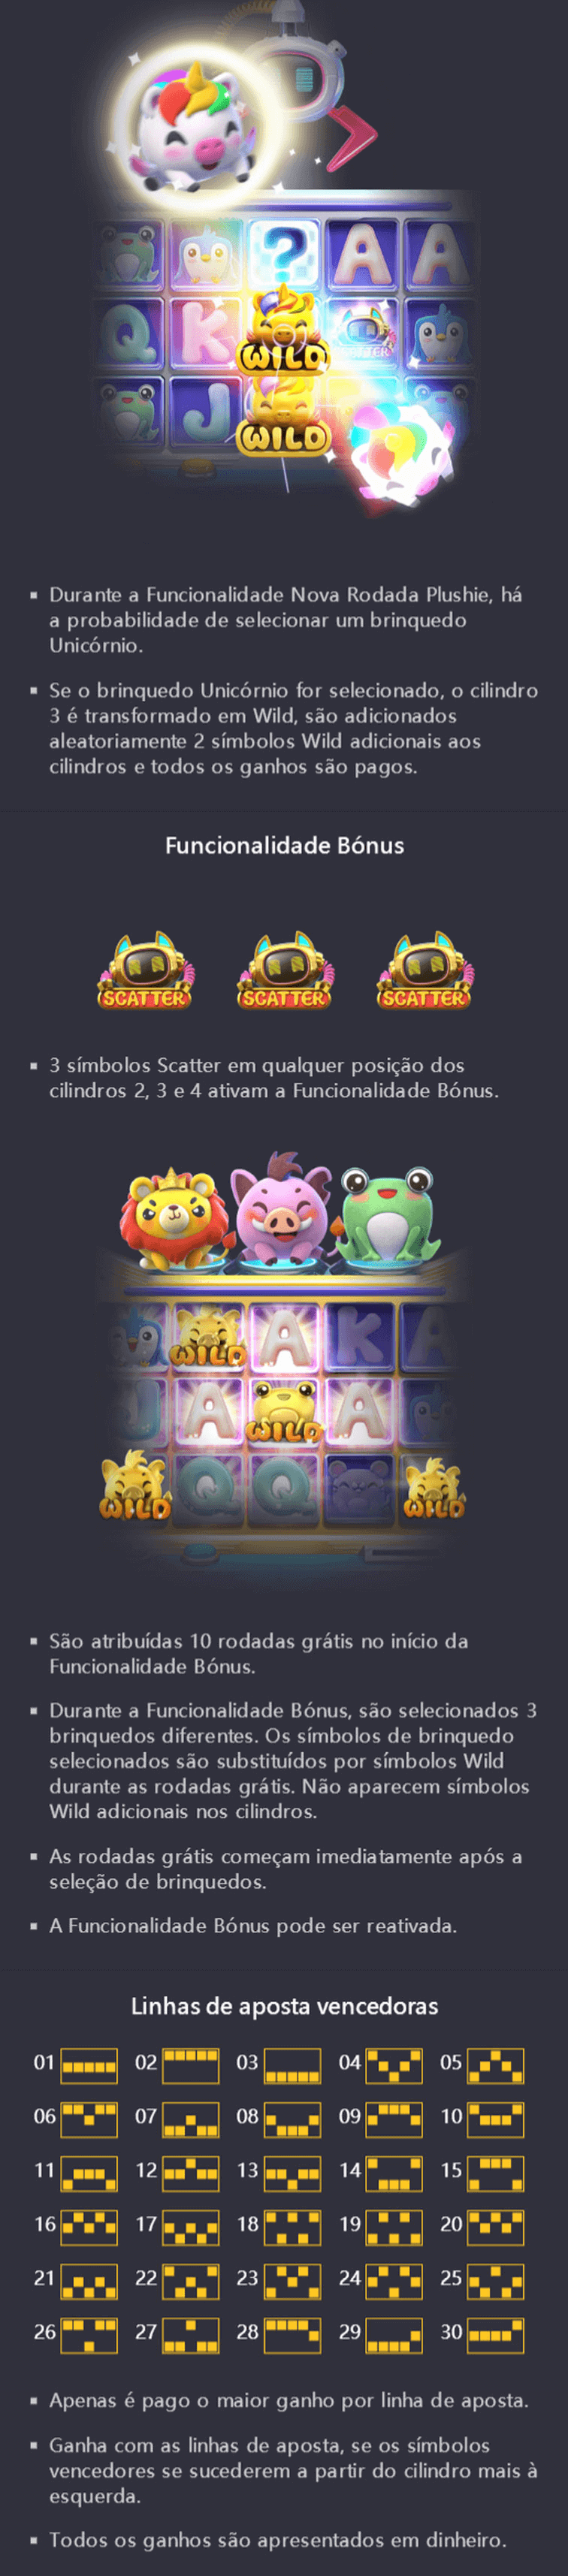 ?
A
A
Q
K
WILD
SCATTER
J
WILD
▪ Durante a Funcionalidade Nova Rodada Plushie, há
a probabilidade de selecionar um brinquedo
Unicórnio.
▪ Se o brinquedo Unicórnio for selecionado, o cilindro
3 é transformado em Wild, são adicionados
aleatoriamente 2 símbolos Wild adicionais aos
cilindros e todos os ganhos são pagos.
Funcionalidade Bónus
SCATTER SCATTER SCATTER
▪ 3 símbolos Scatter em qualquer posição dos
cilindros 2, 3 e 4 ativam a Funcionalidade Bónus.
WILD A K A
J A WILD A
WILD Q Q WILD
▪ São atribuídas 10 rodadas grátis no início da
Funcionalidade Bónus.
▪ Durante a Funcionalidade Bónus, são selecionados 3
brinquedos diferentes. Os símbolos de brinquedo
selecionados são substituídos por símbolos Wild
durante as rodadas grátis. Não aparecem símbolos
Wild adicionais nos cilindros.
▪ As rodadas grátis começam imediatamente após a
seleção de brinquedos.
▪ A Funcionalidade Bónus pode ser reativada.
Linhas de aposta vencedoras
01 02 03 04 05
06 07 08 09 10
11 12 13 14 15
16 17 18 19 20
21 22 23 24 25
26 27 28 29 30
▪ Apenas é pago o maior ganho por linha de aposta.
▪ Ganha com as linhas de aposta, se os símbolos
vencedores se sucederem a partir do cilindro mais à
esquerda.
▪ Todos os ganhos são apresentados em dinheiro.